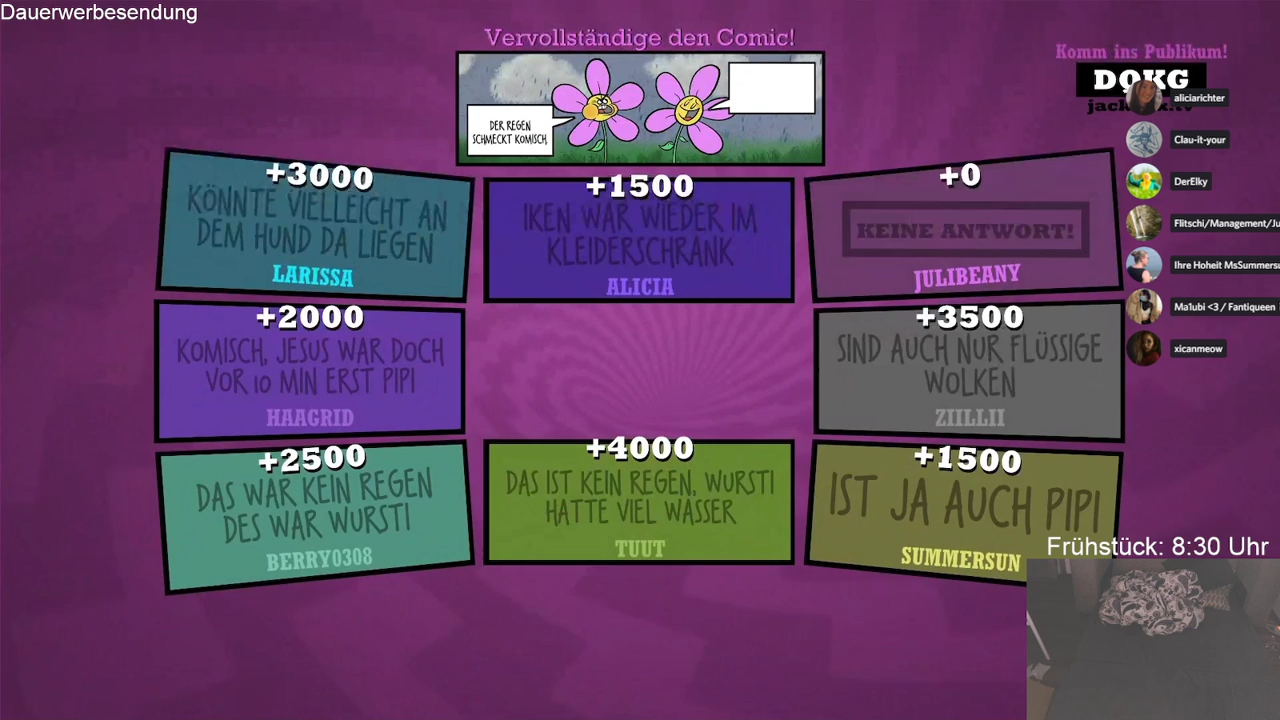 Dauerwerbesendung
Vervollständige den Comic!
DER REGEN
SCHMECKT KOMISCH.
Komm ins Publikum!
DOKG
aliciarichter
Clau-it-your
DerElky
Flitschi/Management/Ju
Ihre Hoheit MsSummersu
Ma1ubi <3 / Fantiqueen
xicanmeow
+3000
KÖNNTE VIELLEICHT AN
DEM HUND DA LIEGEN
LARISSA
+1500
IKEN WAR WIEDER IM
KLEIDERSCHRANK
ALICIA
+0
KEINE ANTWORT!
JULIBEANY
+2000
KOMISCH, JESUS WAR DOCH
VOR 10 MIN ERST PIPI
HAAGRID
+3500
SIND AUCH NUR FLÜSSIGE
WOLKEN
ZIILLII
+2500
DAS WAR KEIN REGEN
DES WAR WURSTI
BERRY0308
+4000
DAS IST KEIN REGEN, WURSTI
HATTE VIEL WASSER
TUUT
+1500
IST JA AUCH PIPI
SUMMERSUN
Frühstück: 8:30 Uhr